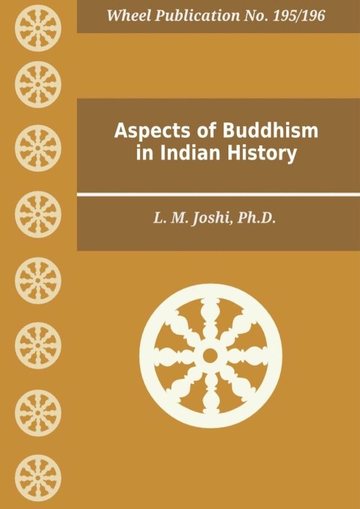 Wheel Publication No. 195/196
Aspects of Buddhism
in Indian History
L. M. Joshi, Ph.D.